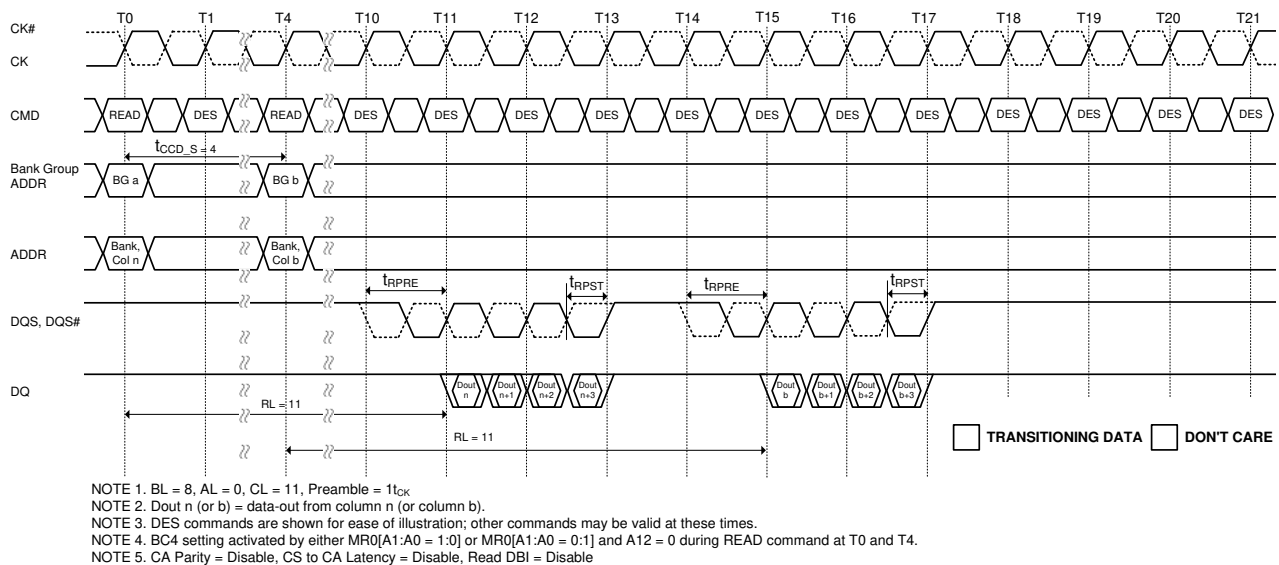 T0 T1 T4 T10 T11 T12 T13 T14 T15 T16 T17 T18 T19 T20 T21
CK#
CK
CMD READ DES READ DES DES DES DES DES DES DES DES DES DES DES DES
tCCD_S = 4
Bank Group
ADDR
BG a BG b
ADDR
Bank,
Col n
Bank,
Col b
tRPRE tRPST tRPRE tRPST
DQS, DQS#
DQ
Dout
n
Dout
n+1
Dout
n+2
Dout
n+3
Dout
b
Dout
b+1
Dout
b+2
Dout
b+3
RL = 11
RL = 11
TRANSITIONING DATA DON'T CARE
NOTE 1. BL = 8, AL = 0, CL = 11, Preamble = 1tCK
NOTE 2. Dout n (or b) = data-out from column n (or column b).
NOTE 3. DES commands are shown for ease of illustration; other commands may be valid at these times.
NOTE 4. BC4 setting activated by either MR0[A1:A0 = 1:0] or MR0[A1:A0 = 0:1] and A12 = 0 during READ command at T0 and T4.
NOTE 5. CA Parity = Disable, CS to CA Latency = Disable, Read DBI = Disable